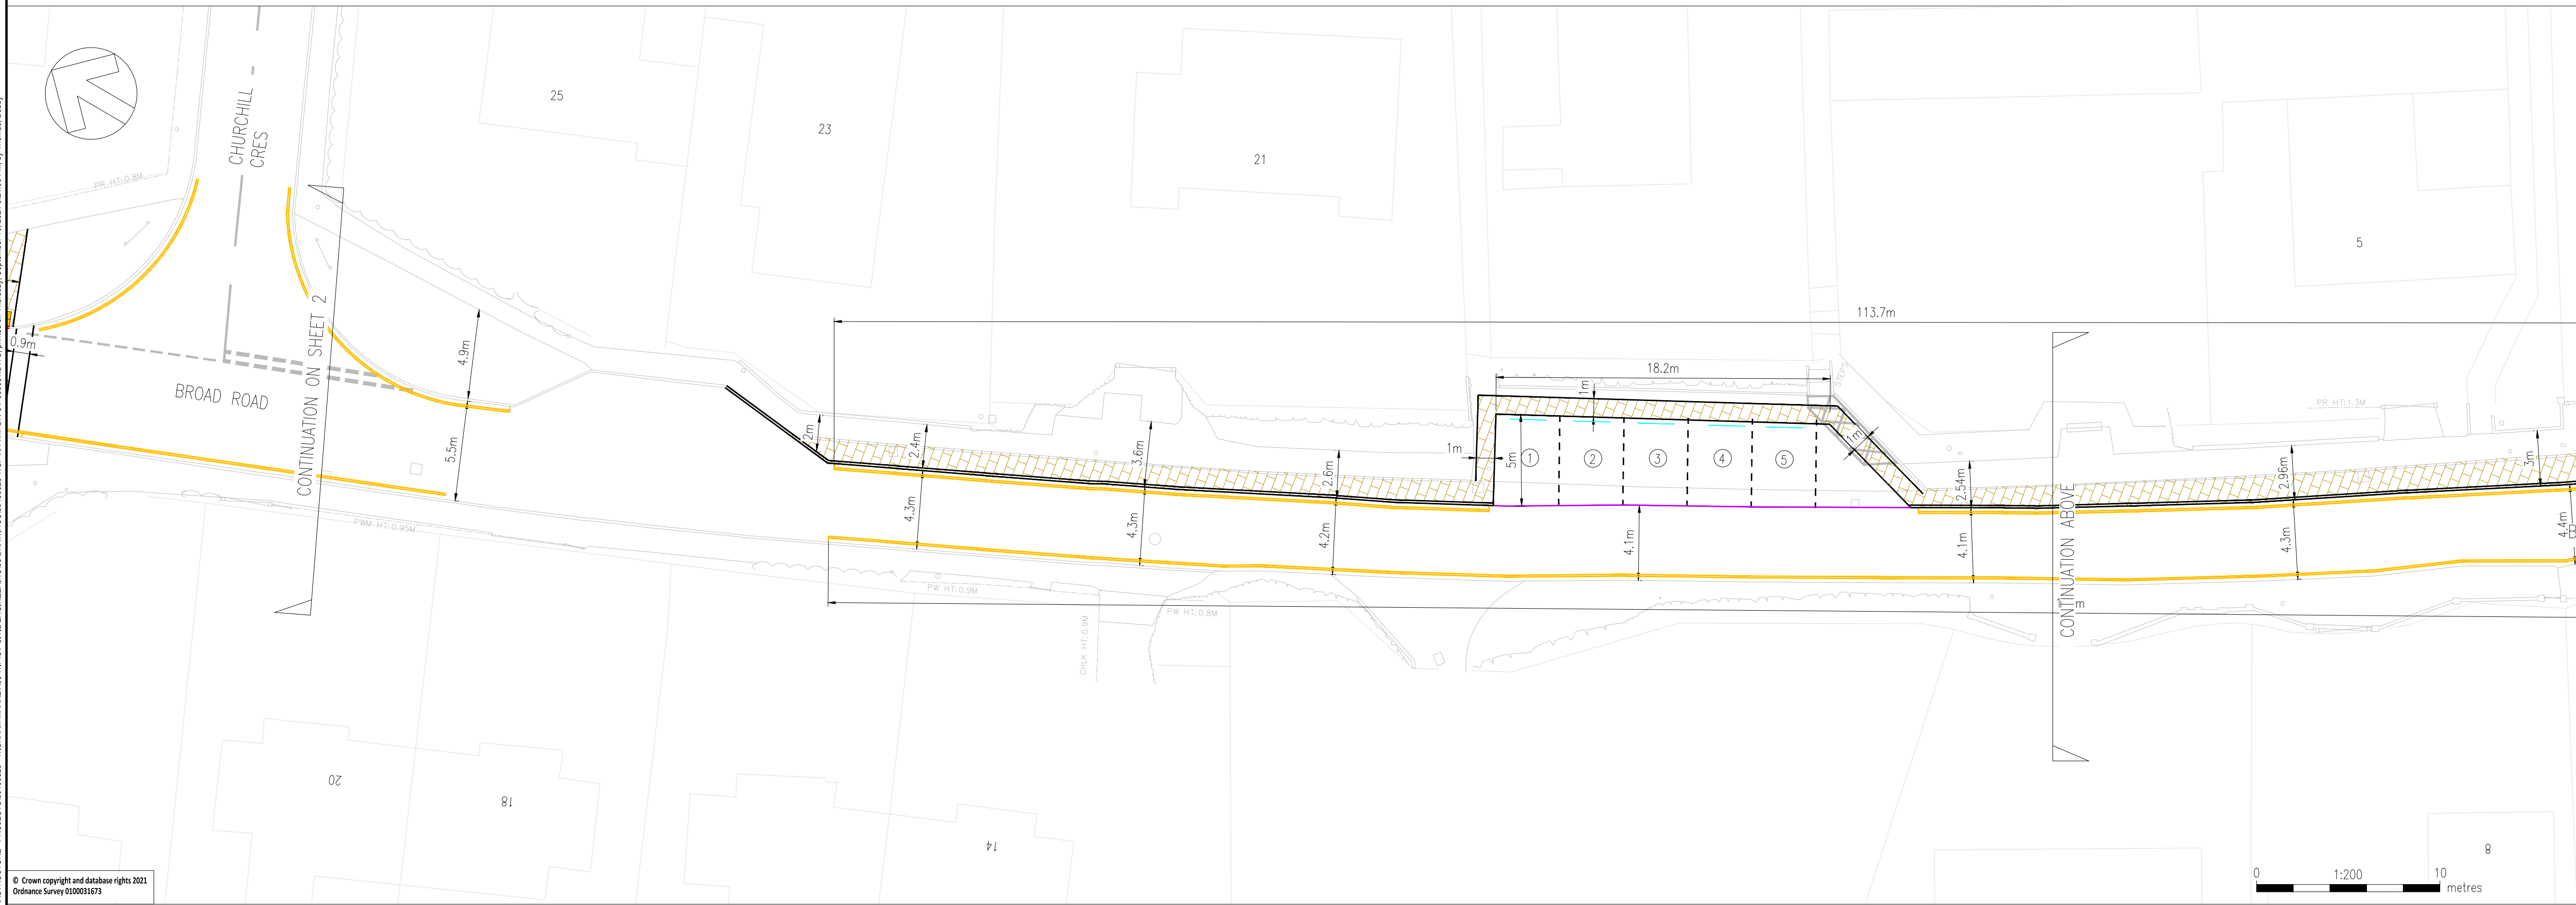 CHURCHILL
CRES
PR HT:0.8M
25
23
21
5
CONTINUATION ON SHEET 2
BROAD ROAD
0.9m
4.9m
5.5m
113.7m
18.2m
1m
STEPS
PR HT:1.3M
2m
2.4m
3.6m
2.6m
1m
5m
1
2
3
4
5
1m
2.54m
2.96m
3m
4.3m
4.3m
4.2m
4.1m
4.1m
4.3m
4.4m
CONTINUATION ABOVE
PWM HT:0.95M
PW HT:0.9M
CHLK HT:0.9M
PW HT:0.8M
m
20
18
14
8
0 1:200 10
metres
© Crown copyright and database rights 2021
Ordnance Survey 0100031673